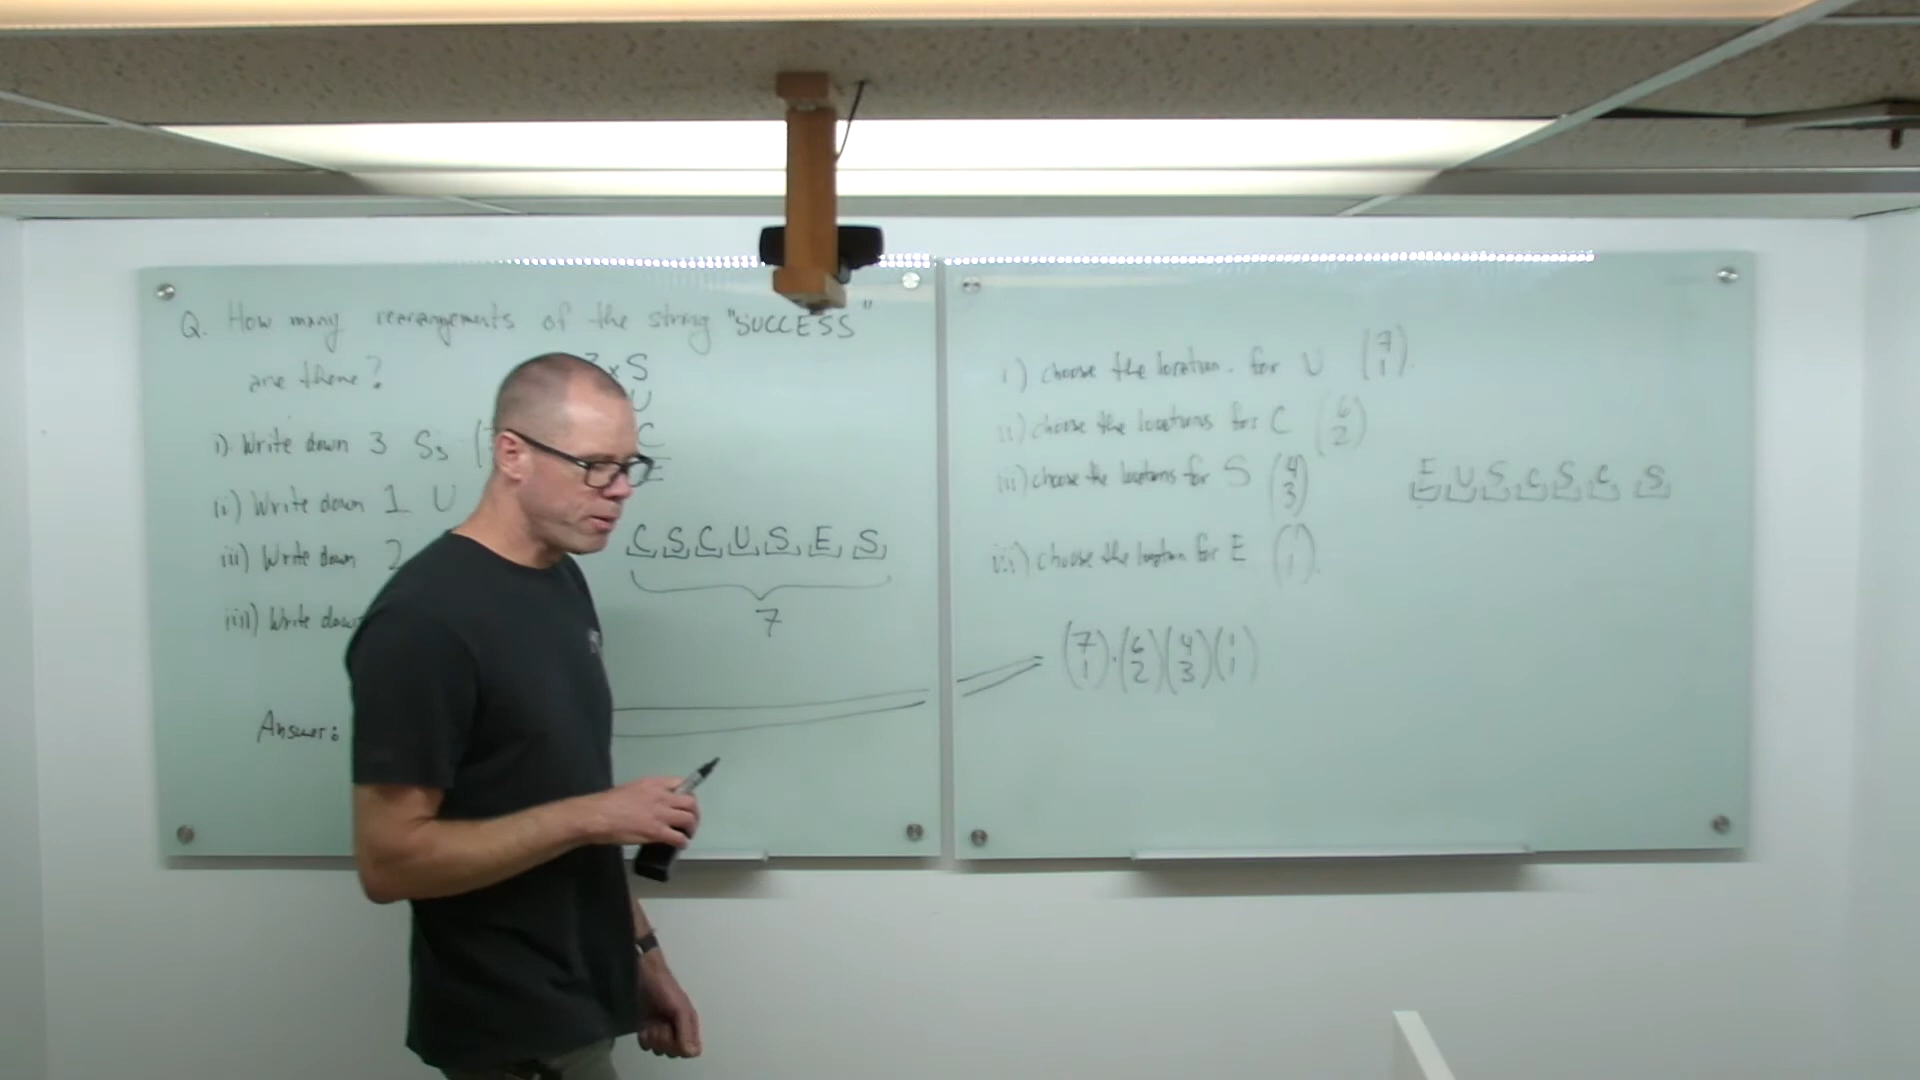 Q. How many rearrangements of the string "SUCCESS"
are there?
x S
U
C
E
i) Write down 3 Ss (
ii) Write down 1 U
iii) Write down 2
iiii) Write down
C S C U S E S
7
Answer:
i) choose the location. for U (7 1).
ii) choose the locations for C (6 2)
iii) choose the locations for S (4 3)
E U S C S C S
iiii) choose the location for E (1 1).
(7 1)·(6 2)(4 3)(1 1)